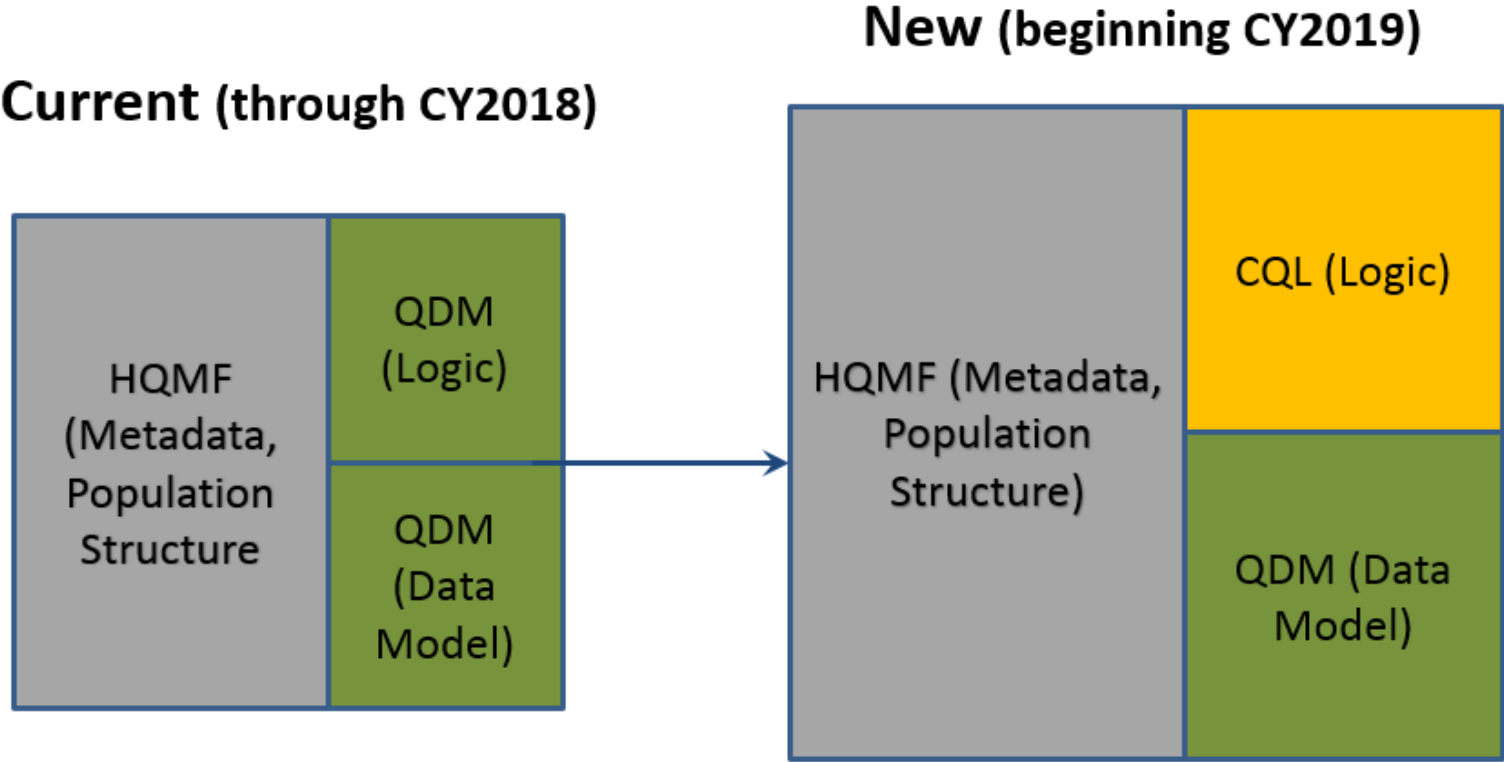 Current (through CY2018)
HQMF
(Metadata,
Population
Structure
QDM
(Logic)
QDM
(Data
Model)
New (beginning CY2019)
HQMF (Metadata,
Population
Structure)
CQL (Logic)
QDM (Data
Model)